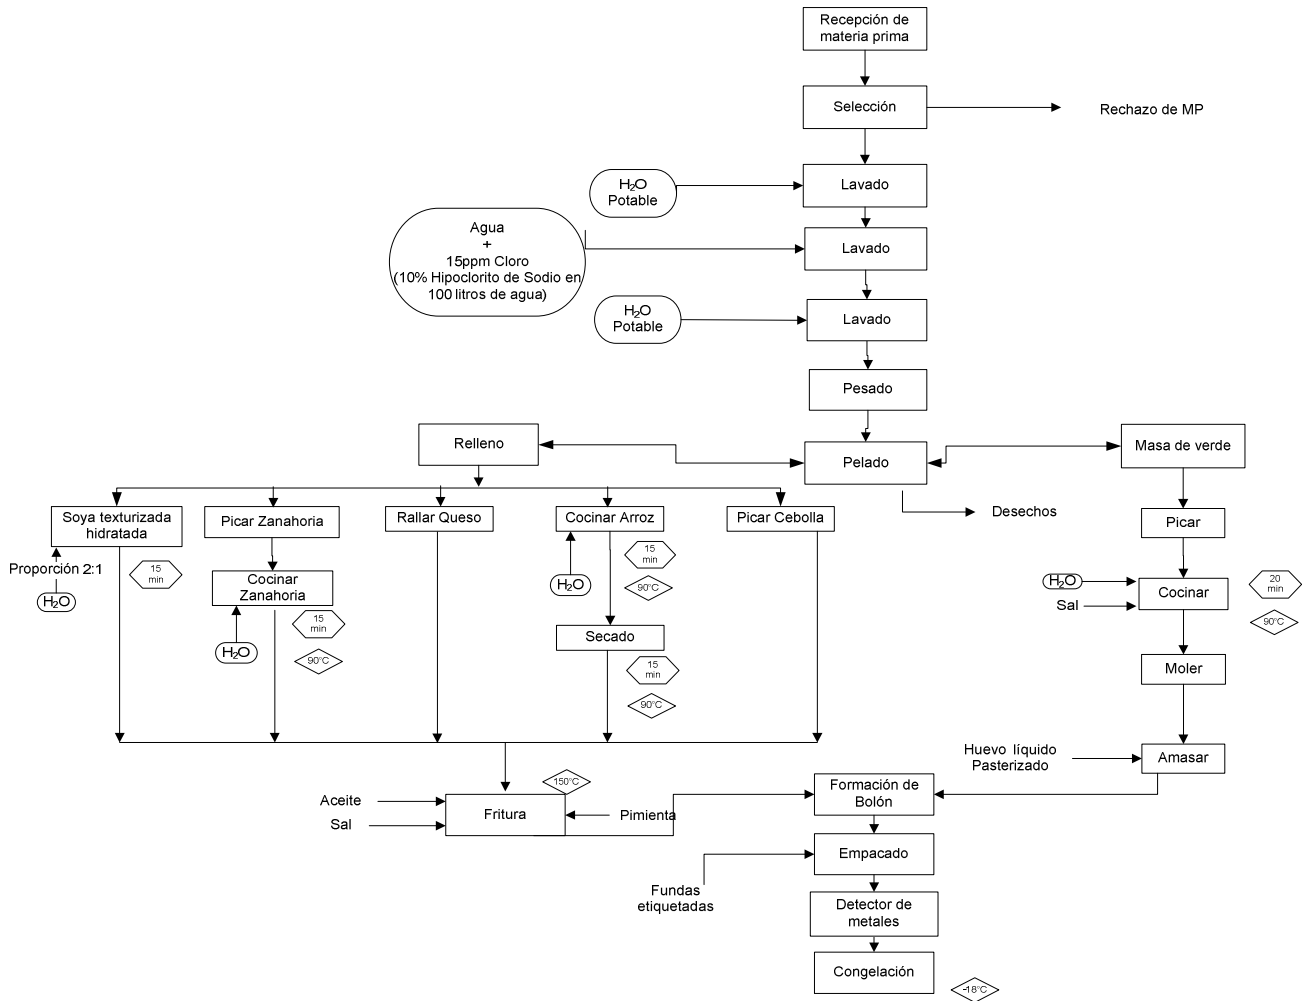 Recepción de
materia prima
Selección
Rechazo de MP
H₂O
Potable
Lavado
Agua
+
15ppm Cloro
(10% Hipoclorito de Sodio en
100 litros de agua)
Lavado
H₂O
Potable
Lavado
Pesado
Relleno
Pelado
Masa de verde
Desechos
Soya texturizada
hidratada
Picar Zanahoria
Rallar Queso
Cocinar Arroz
Picar Cebolla
Picar
Proporción 2:1
H₂O
15
min
Cocinar
Zanahoria
H₂O
15
min
90°C
H₂O
15
min
90°C
Secado
15
min
90°C
H₂O
Sal
Cocinar
20
min
90°C
Moler
Huevo líquido
Pasterizado
Amasar
150°C
Aceite
Sal
Fritura
Pimienta
Formación de
Bolón
Empacado
Fundas
etiquetadas
Detector de
metales
Congelación
-18°C